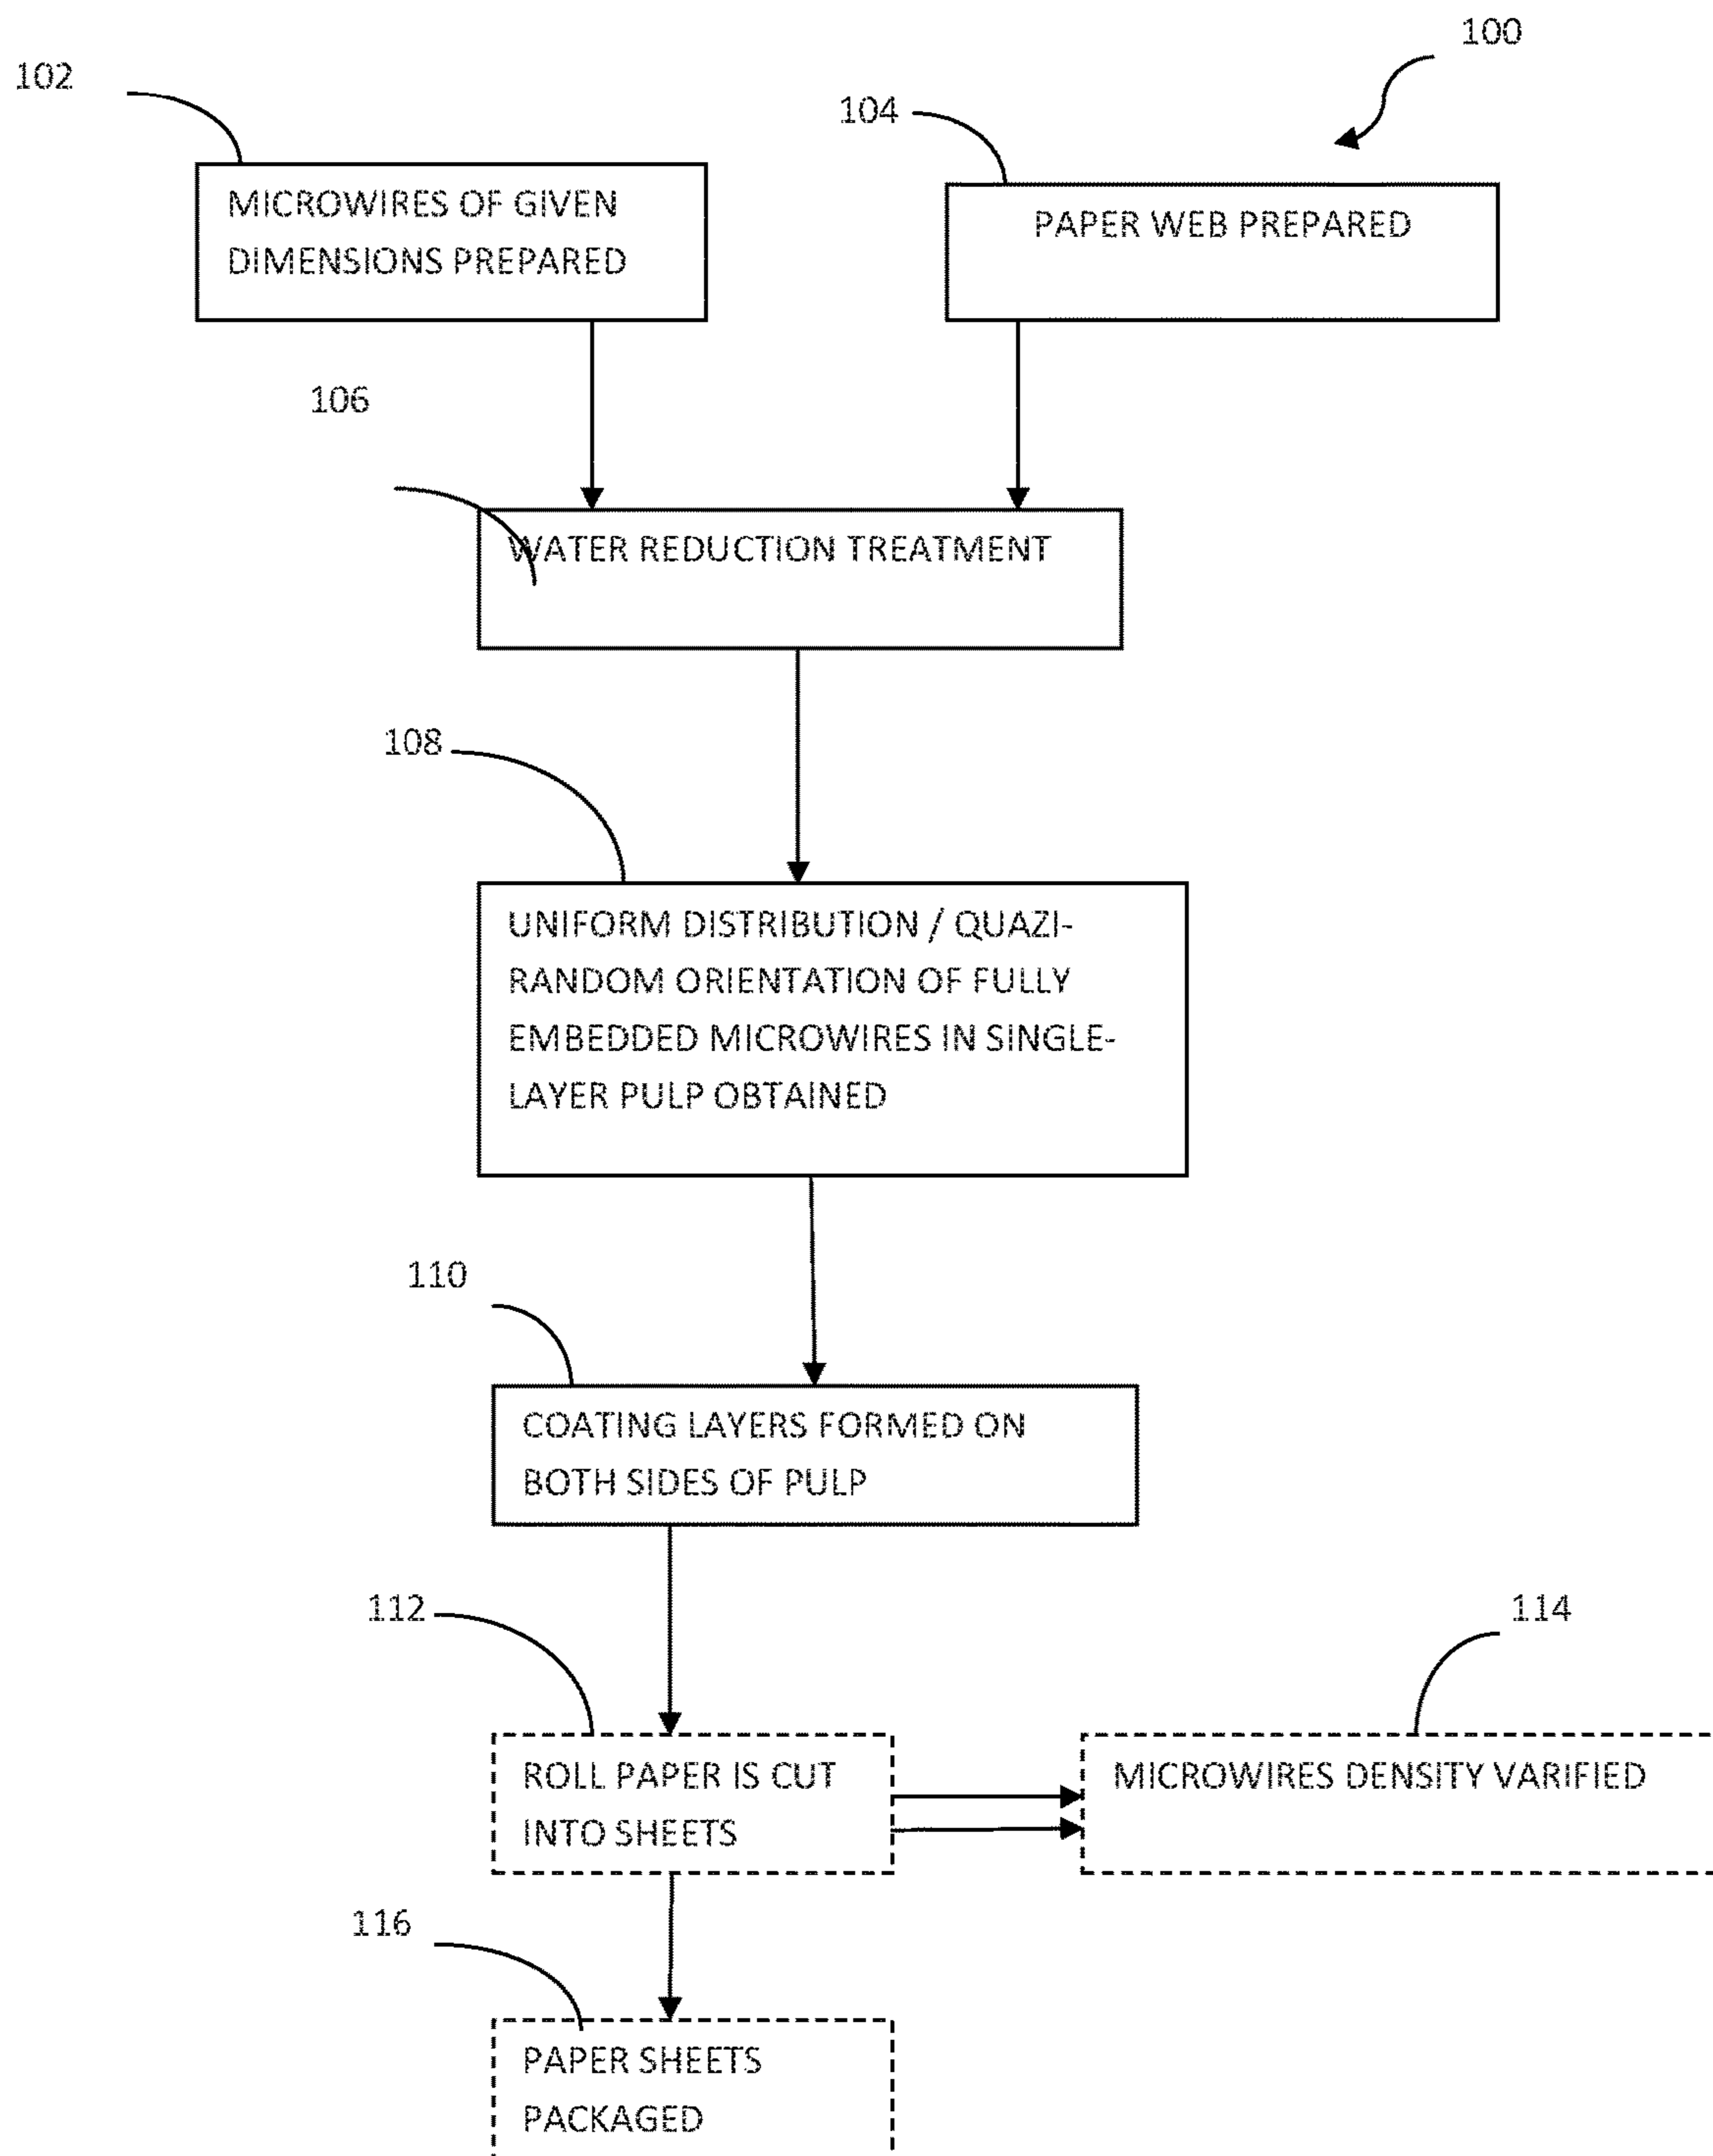 100
102
104
MICROWIRES OF GIVEN
DIMENSIONS PREPARED
PAPER WEB PREPARED
106
WATER REDUCTION TREATMENT
108
UNIFORM DISTRIBUTION / QUAZI-
RANDOM ORIENTATION OF FULLY
EMBEDDED MICROWIRES IN SINGLE-
LAYER PULP OBTAINED
110
COATING LAYERS FORMED ON
BOTH SIDES OF PULP
112
114
ROLL PAPER IS CUT
INTO SHEETS
MICROWIRES DENSITY VARIFIED
116
PAPER SHEETS
PACKAGED